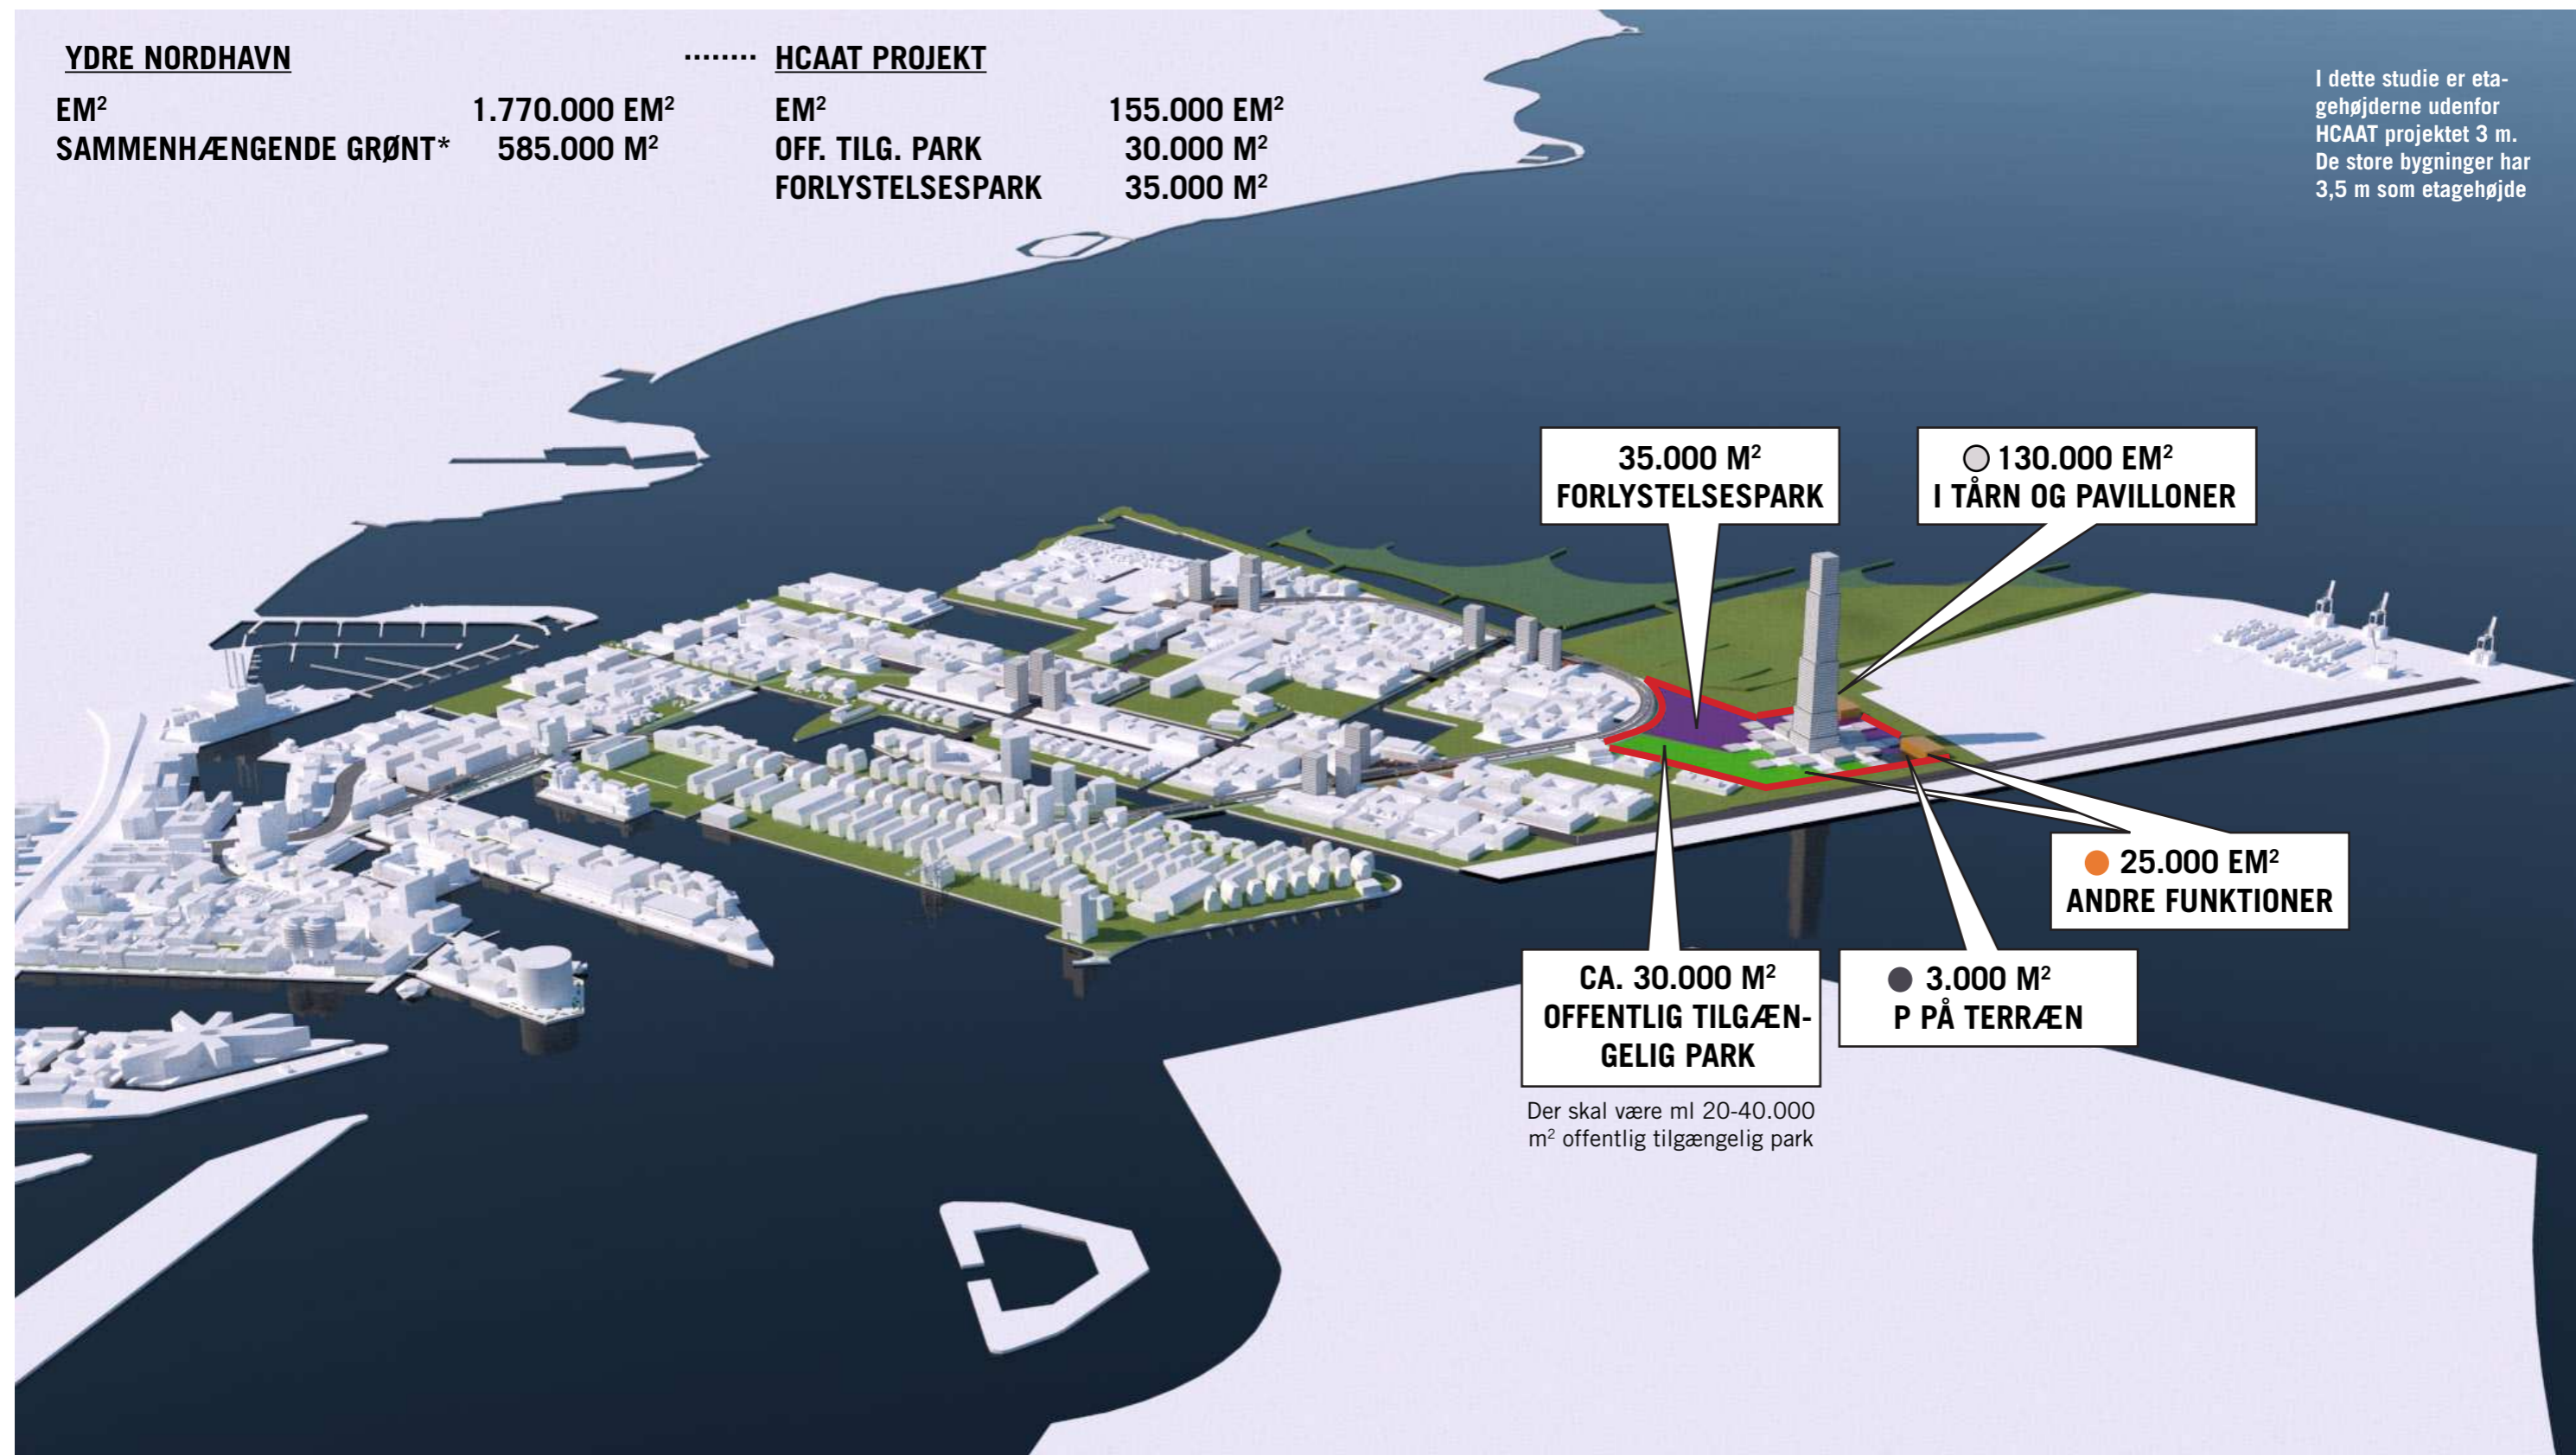 YDRE NORDHAVN
EM² 1.770.000 EM²
SAMMENHÆNGENDE GRØNT* 585.000 M²
........ HCAAT PROJEKT
EM² 155.000 EM²
OFF. TILG. PARK 30.000 M²
FORLYSTELSESPARK 35.000 M²
I dette studie er eta-
gehøjderne udenfor
HCAAT projektet 3 m.
De store bygninger har
3,5 m som etagehøjde
35.000 M²
FORLYSTELSESPARK
130.000 EM²
I TÅRN OG PAVILLONER
25.000 EM²
ANDRE FUNKTIONER
CA. 30.000 M²
OFFENTLIG TILGÆN-
GELIG PARK
3.000 M²
P PÅ TERRÆN
Der skal være ml 20-40.000
m² offentlig tilgængelig park